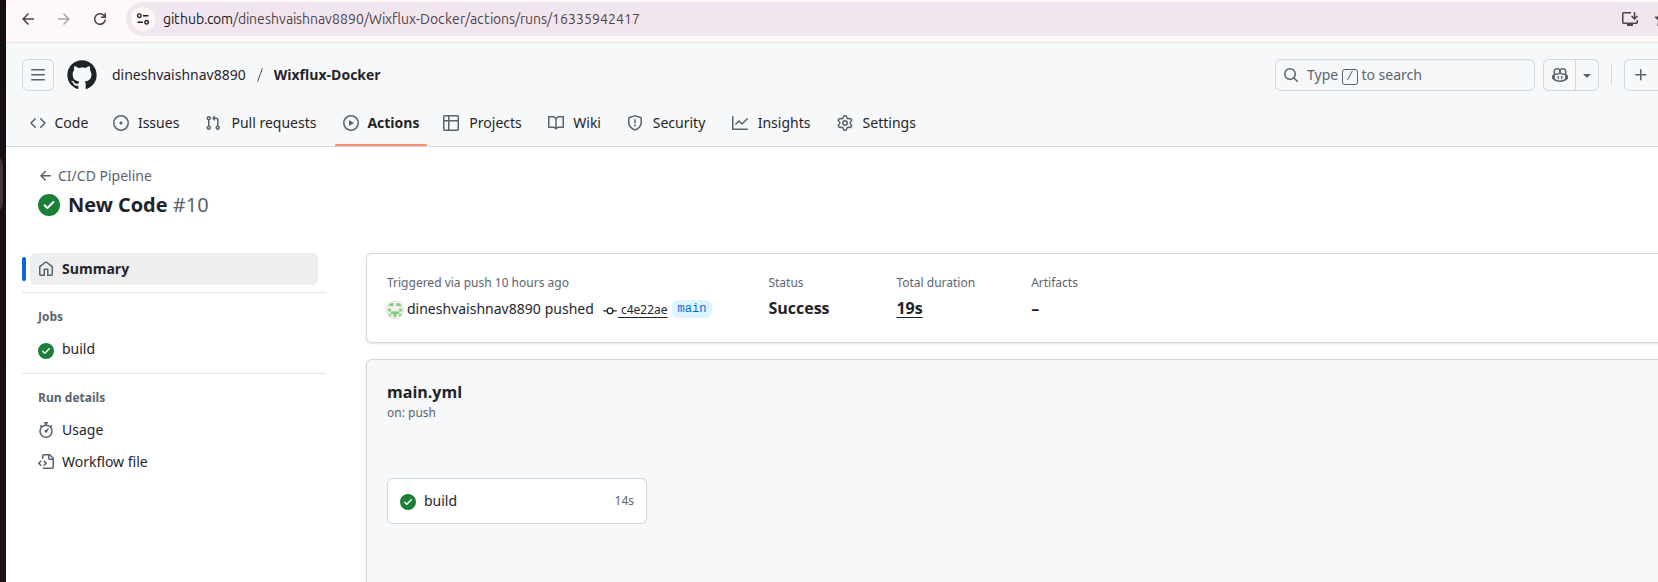 github.com/dineshvaishnav8890/Wixflux-Docker/actions/runs/16335942417
dineshvaishnav8890 / Wixflux-Docker
Type / to search
Code Issues Pull requests Actions Projects Wiki Security Insights Settings
CI/CD Pipeline
New Code #10
Summary
Jobs
build
Run details
Usage
Workflow file
Triggered via push 10 hours ago
dineshvaishnav8890 pushed c4e22ae main
Status
Success
Total duration
19s
Artifacts
–
main.yml
on: push
build 14s